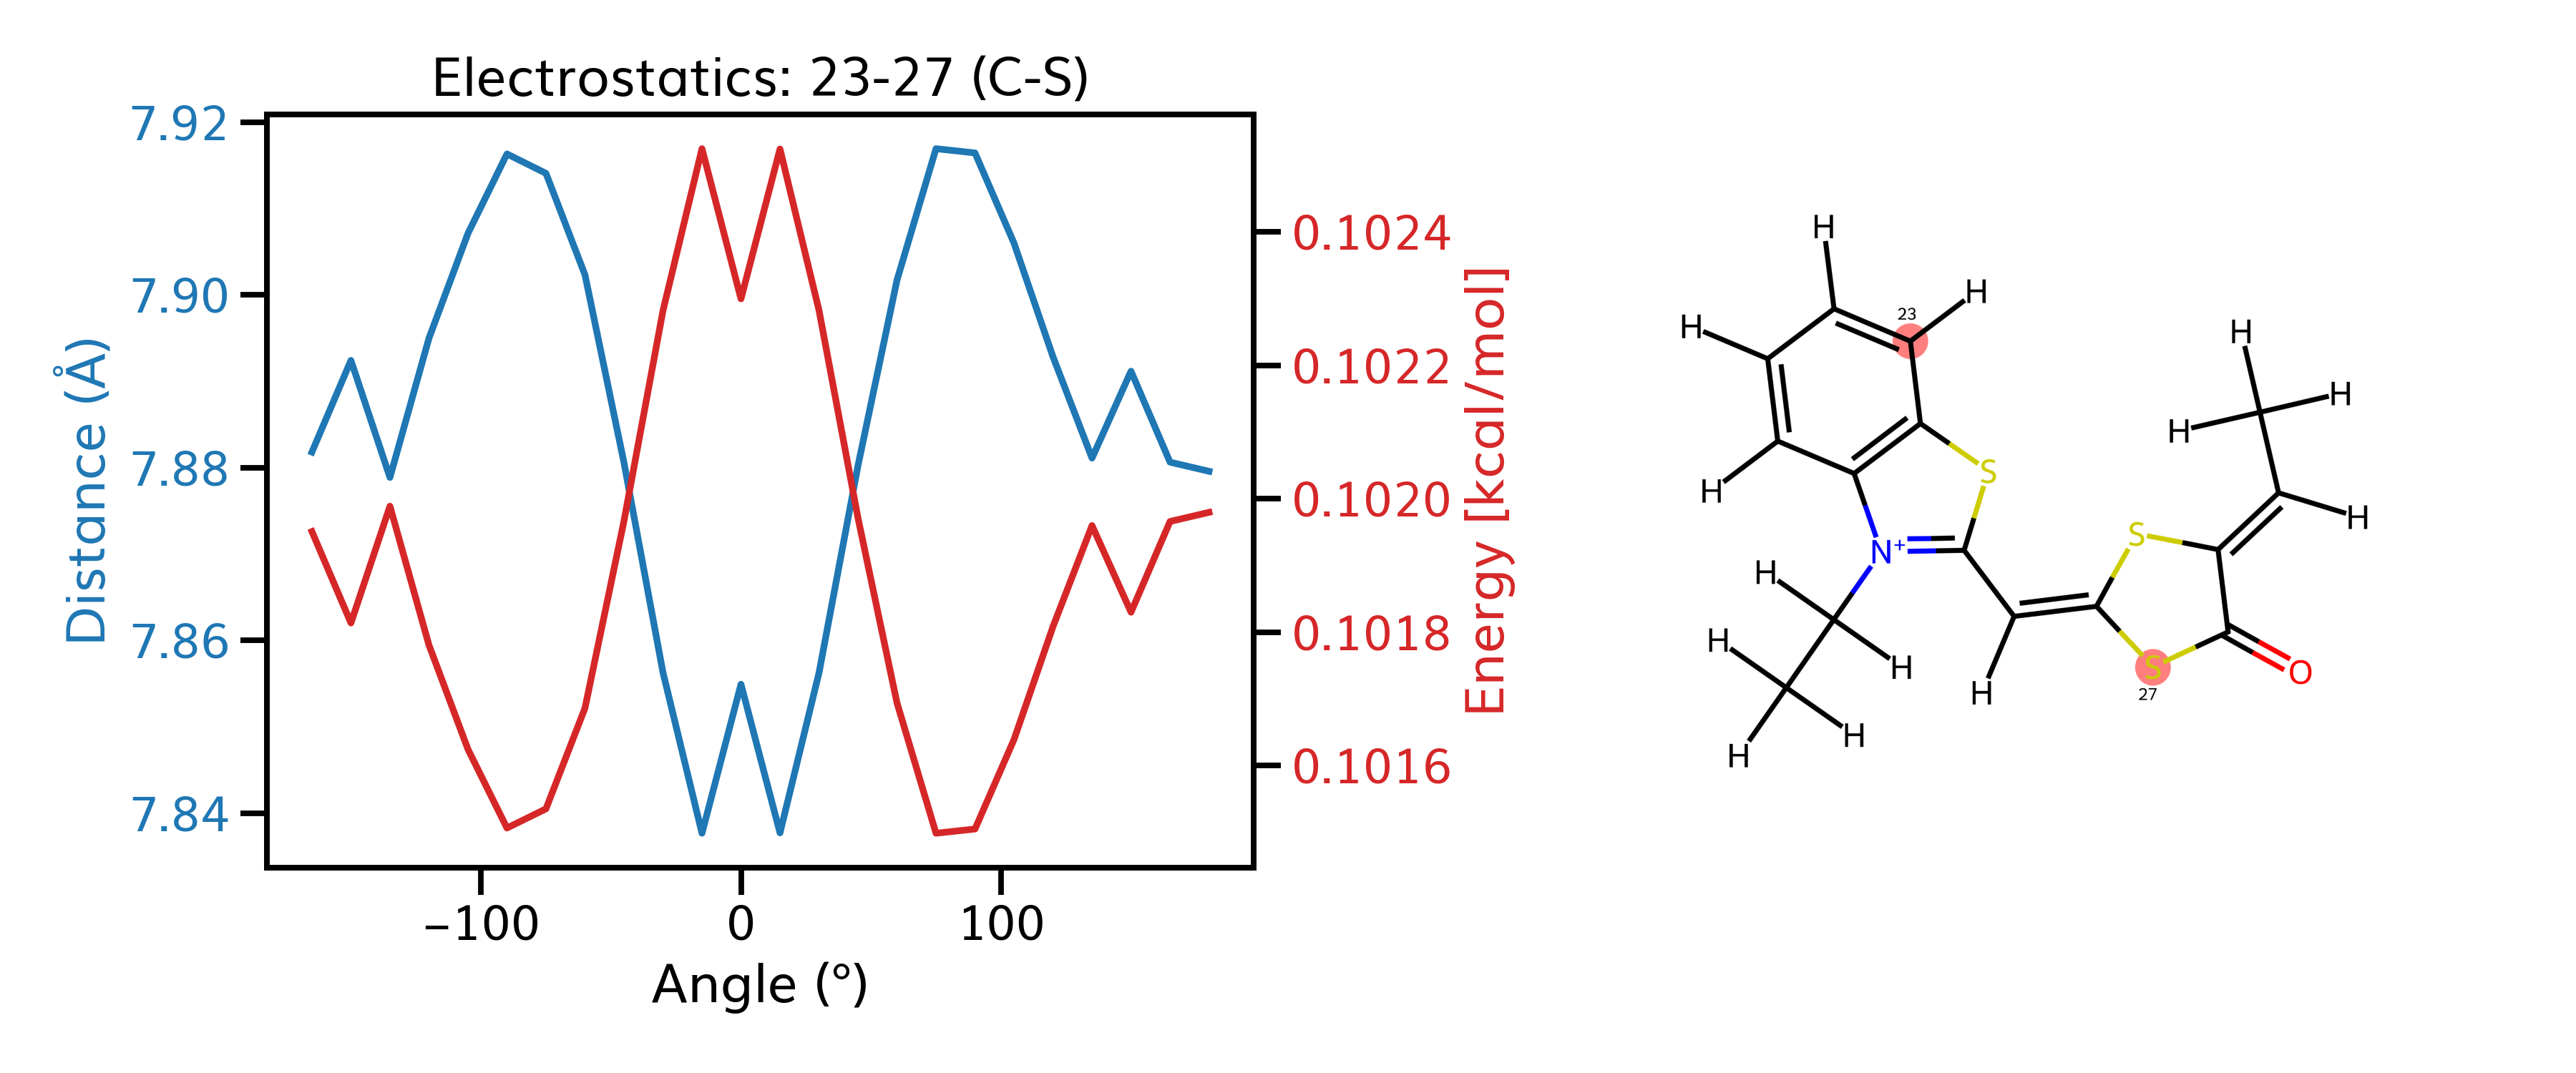 Electrostatics: 23-27 (C-S)
7.92
7.90
7.88
7.86
7.84
Distance (Å)
−100
0
100
Angle (°)
0.1024
0.1022
0.1020
0.1018
0.1016
Energy [kcal/mol]
H
H
23
H
H
H
H
H
S
H
S
H
N⁺
H
H
H
S
27
O
H
H
H
H